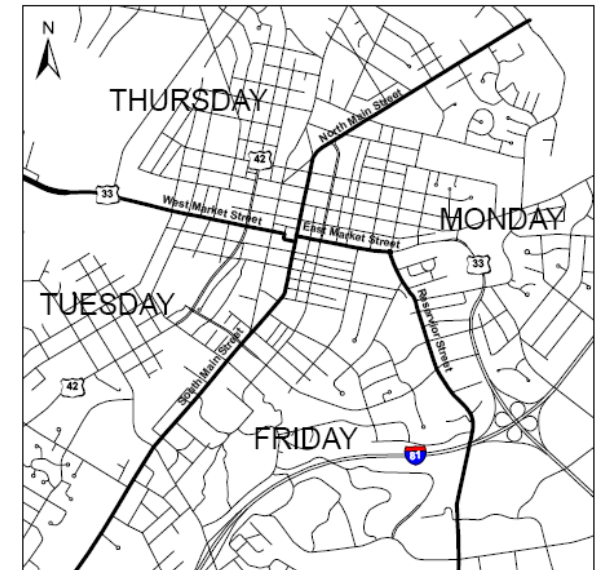 N
THURSDAY
North Main Street
42
33
West Market Street
East Market Street
MONDAY
33
TUESDAY
Reservior Street
South Main Street
42
FRIDAY
81